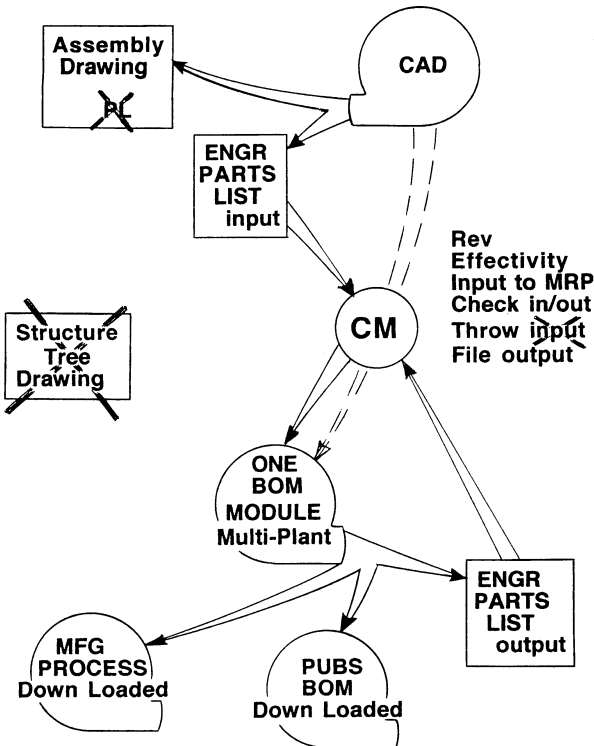 Assembly
Drawing
PL
CAD
ENGR
PARTS
LIST
input
Rev
Effectivity
Input to MRP
Check in/out
Throw input
File output
CM
Structure
Tree
Drawing
ONE
BOM
MODULE
Multi-Plant
ENGR
PARTS
LIST
output
MFG
PROCESS
Down Loaded
PUBS
BOM
Down Loaded